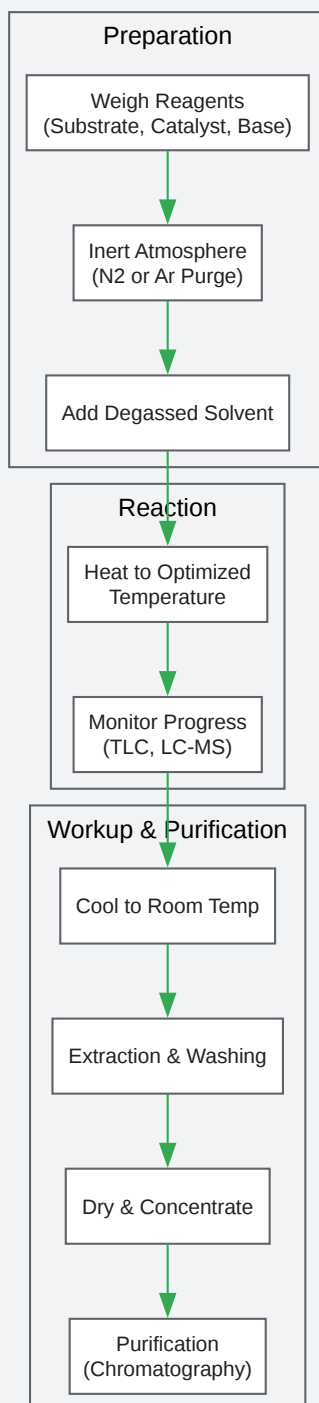 Preparation
Weigh Reagents
(Substrate, Catalyst, Base)
Inert Atmosphere
(N2 or Ar Purge)
Add Degassed Solvent
Reaction
Heat to Optimized
Temperature
Monitor Progress
(TLC, LC-MS)
Workup & Purification
Cool to Room Temp
Extraction & Washing
Dry & Concentrate
Purification
(Chromatography)